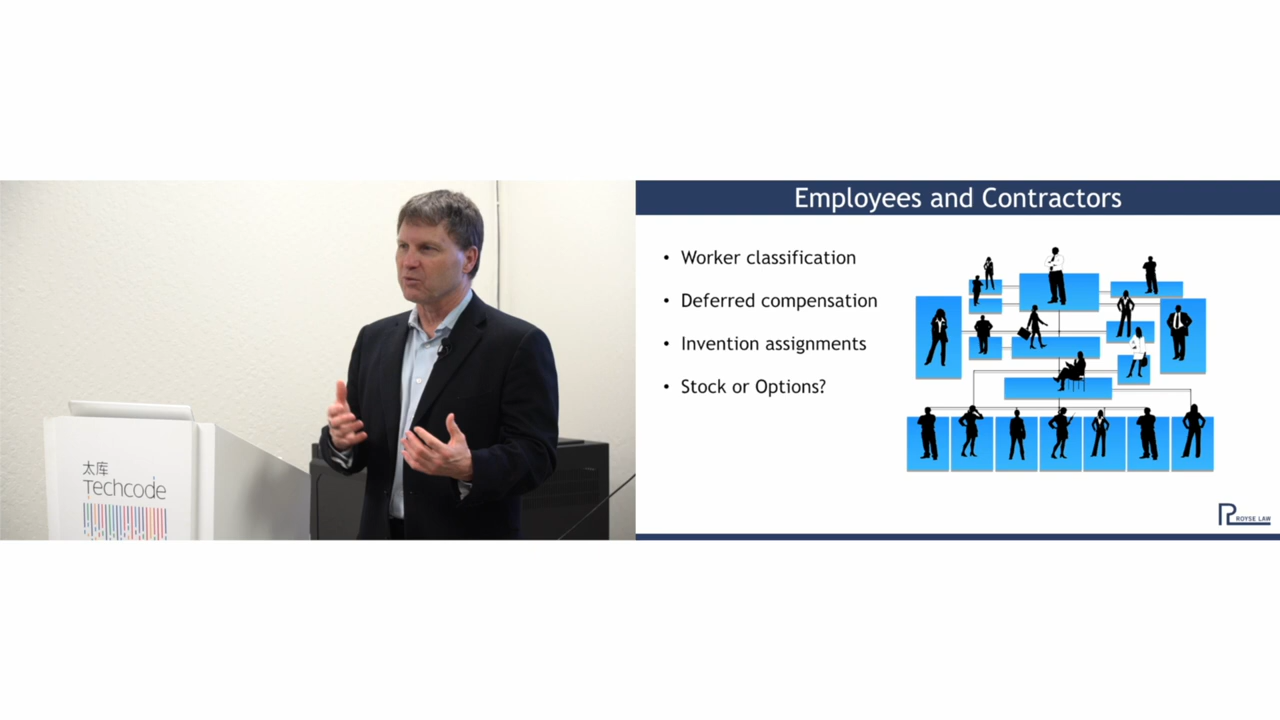 太库
Techcode
Employees and Contractors
• Worker classification
• Deferred compensation
• Invention assignments
• Stock or Options?
ROYSE LAW